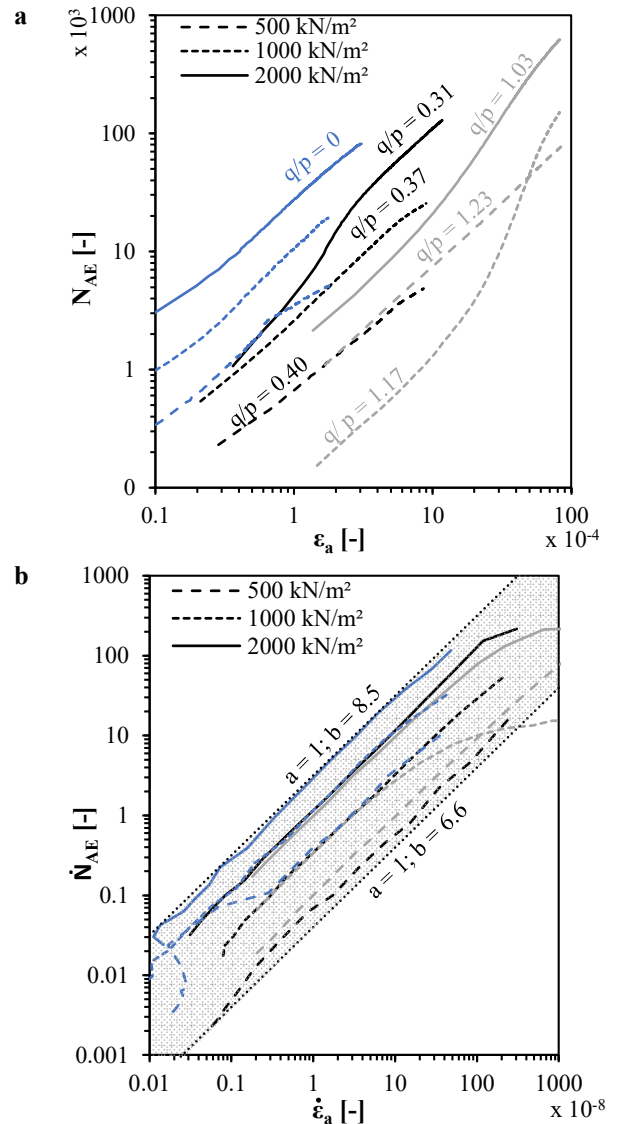 a
x 10³
1000
100
10
1
0
N_AE [-]
500 kN/m²
1000 kN/m²
2000 kN/m²
q/p = 0
q/p = 0.31
q/p = 0.37
q/p = 0.40
q/p = 1.03
q/p = 1.23
q/p = 1.17
0.1
1
10
100
ε_a [-]
x 10⁻⁴
b
1000
100
10
1
0.1
0.01
0.001
Ṅ_AE [-]
500 kN/m²
1000 kN/m²
2000 kN/m²
a = 1; b = 8.5
a = 1; b = 6.6
0.01
0.1
1
10
100
1000
ε̇_a [-]
x 10⁻⁸